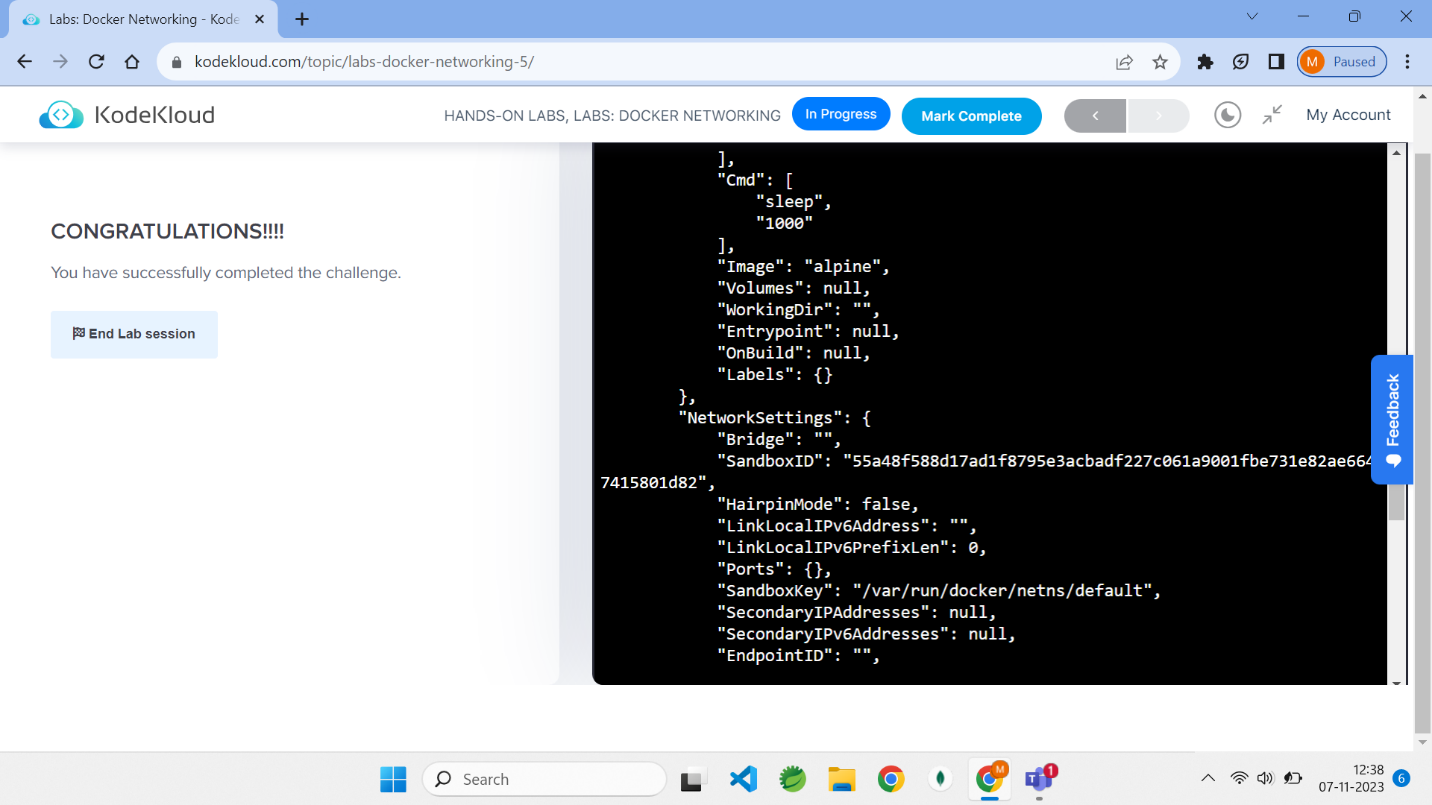 Labs: Docker Networking - Kode
kodekloud.com/topic/labs-docker-networking-5/
M Paused
KodeKloud
HANDS-ON LABS, LABS: DOCKER NETWORKING
In Progress
Mark Complete
My Account
CONGRATULATIONS!!!!
You have successfully completed the challenge.
End Lab session
],
"Cmd": [
"sleep",
"1000"
],
"Image": "alpine",
"Volumes": null,
"WorkingDir": "",
"Entrypoint": null,
"OnBuild": null,
"Labels": {}
},
"NetworkSettings": {
"Bridge": "",
"SandboxID": "55a48f588d17ad1f8795e3acbadf227c061a9001fbe731e82ae664
7415801d82",
"HairpinMode": false,
"LinkLocalIPv6Address": "",
"LinkLocalIPv6PrefixLen": 0,
"Ports": {},
"SandboxKey": "/var/run/docker/netns/default",
"SecondaryIPAddresses": null,
"SecondaryIPv6Addresses": null,
"EndpointID": "",
Feedback
Search
M
T
1
12:38
07-11-2023
6